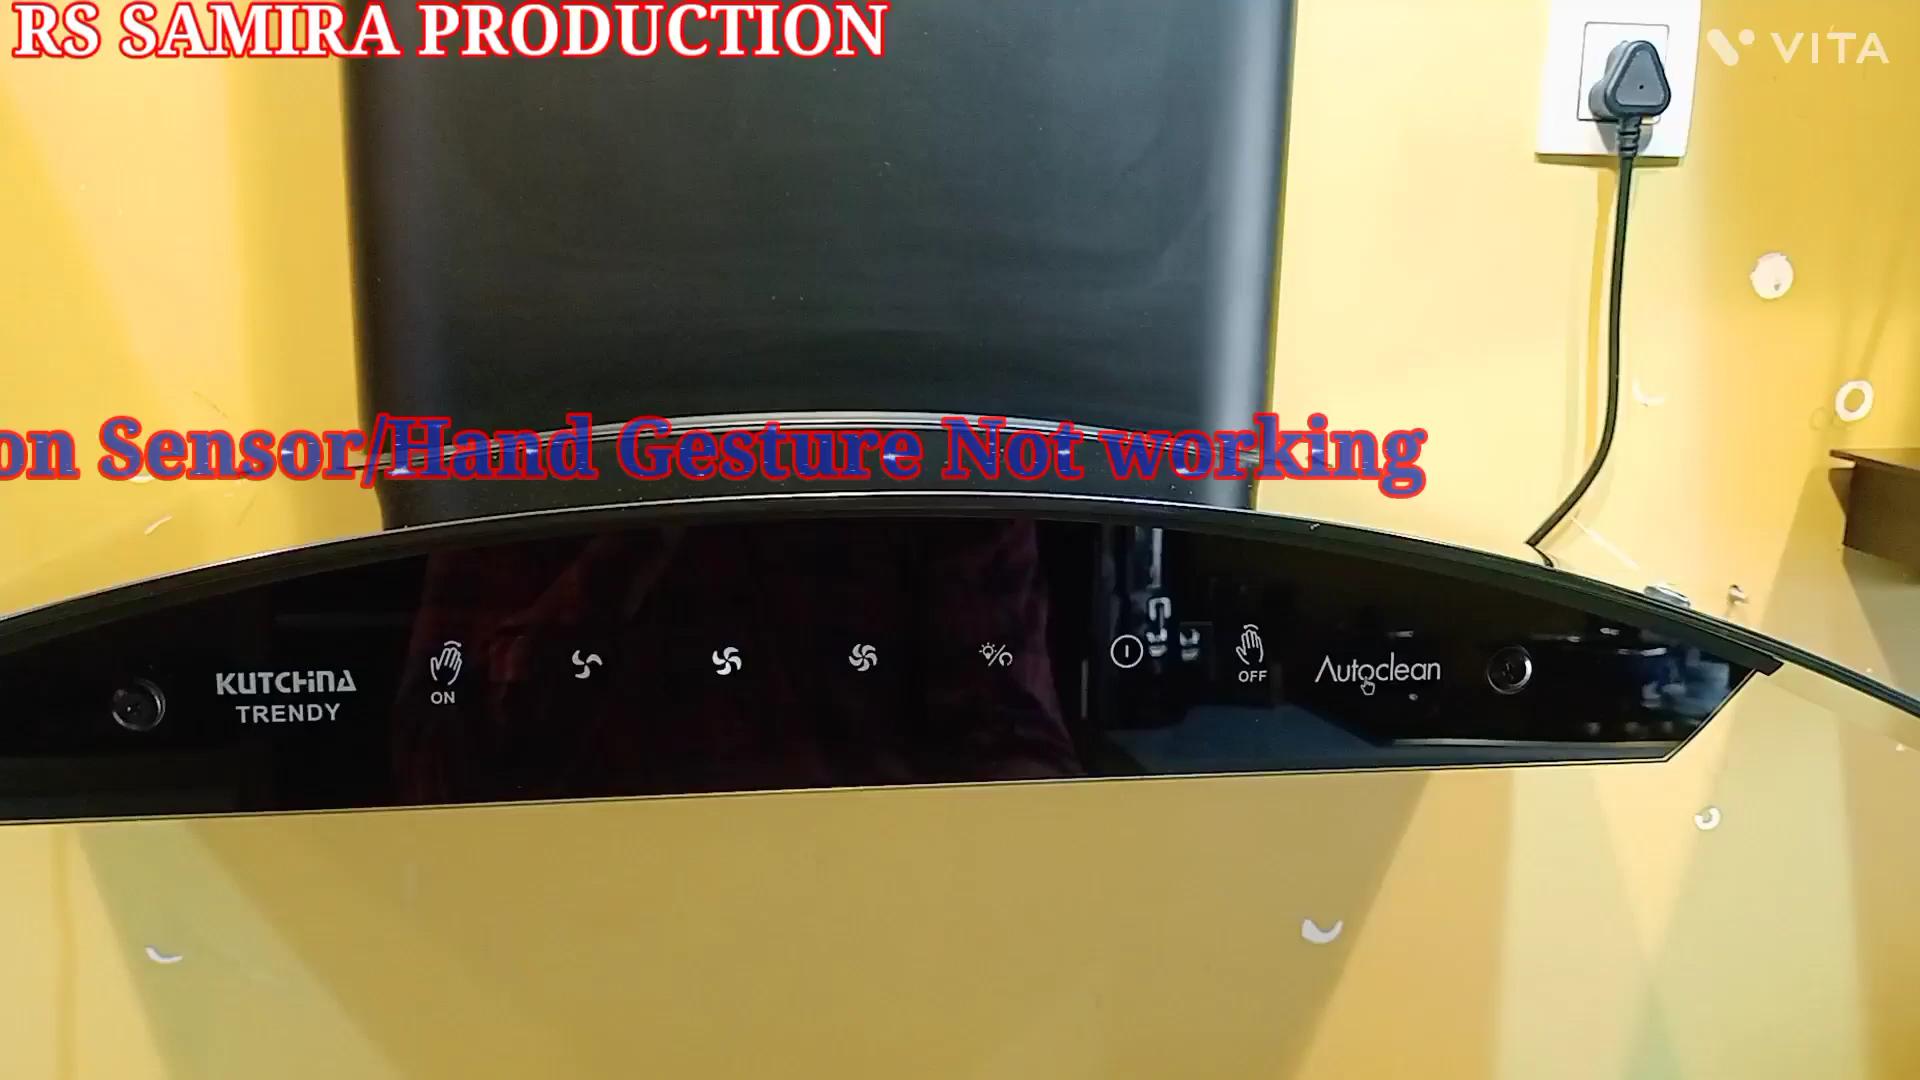 RS SAMIRA PRODUCTION
VITA
on Sensor/Hand Gesture Not working
KUTCHINA
TRENDY
ON
OFF
Autoclean